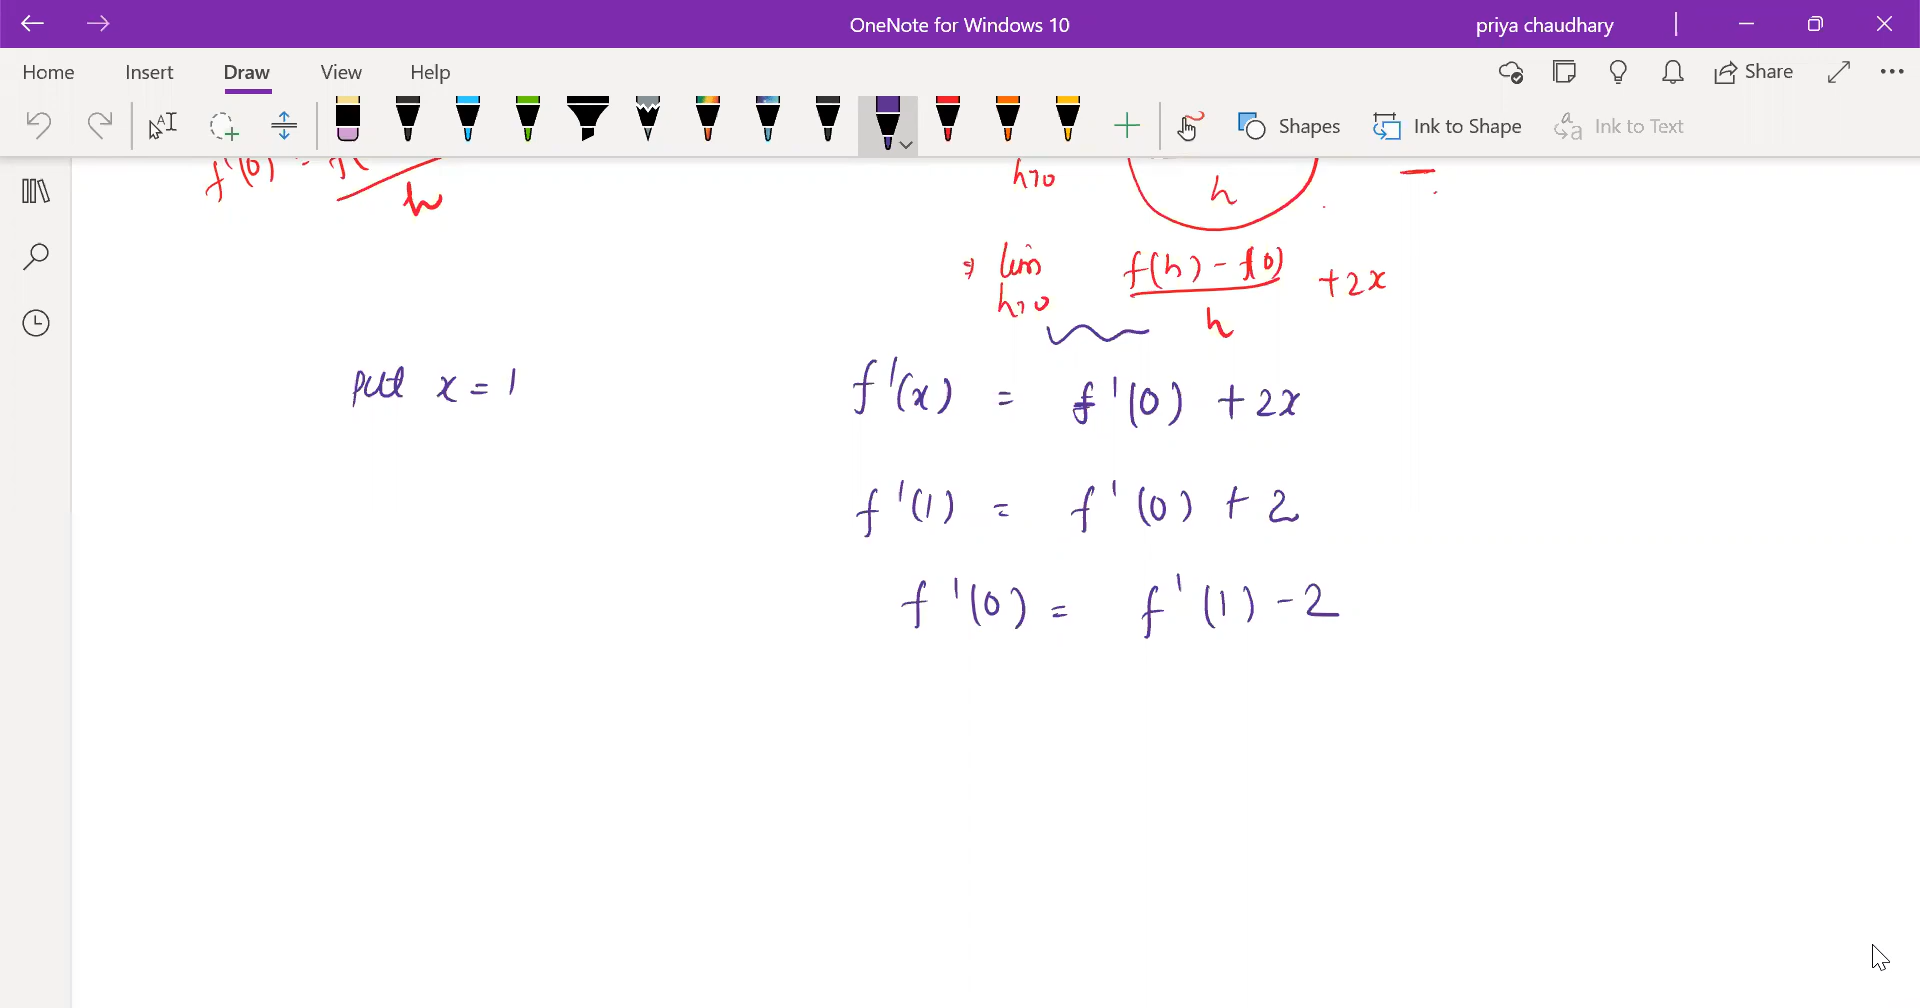 OneNote for Windows 10
priya chaudhary
Home Insert Draw View Help
Share
Shapes Ink to Shape Ink to Text
f'(0) =
h
h→0
h
⇒ lim h→0 f(h) - f(0) / h + 2x
put x = 1
f'(x) = f'(0) + 2x
f'(1) = f'(0) + 2
f'(0) = f'(1) - 2